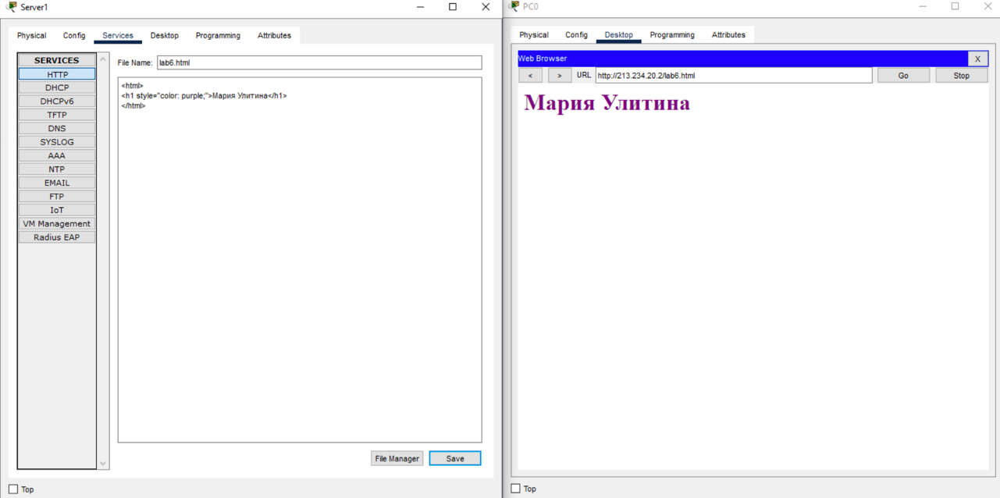 Server1
Physical Config Services Desktop Programming Attributes
SERVICES
HTTP
DHCP
DHCPv6
TFTP
DNS
SYSLOG
AAA
NTP
EMAIL
FTP
IoT
VM Management
Radius EAP
File Name: lab6.html
<html>
<h1 style="color: purple;">Мария Улитина</h1>
</html>
File Manager Save
Top
PC0
Physical Config Desktop Programming Attributes
Web Browser X
< > URL http://213.234.20.2/lab6.html Go Stop
Мария Улитина
Top